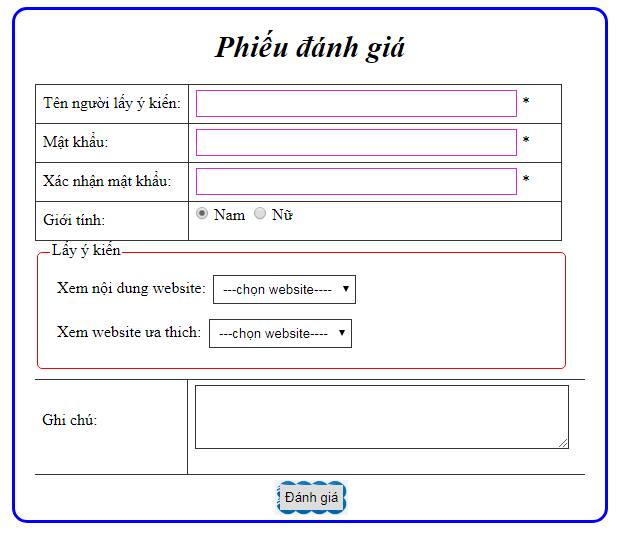 Phiếu đánh giá
Tên người lấy ý kiến: *
Mật khẩu: *
Xác nhận mật khẩu: *
Giới tính: Nam Nữ
Lấy ý kiến
Xem nội dung website: ---chọn website----
Xem website ưa thich: ---chọn website----
Ghi chú:
Đánh giá